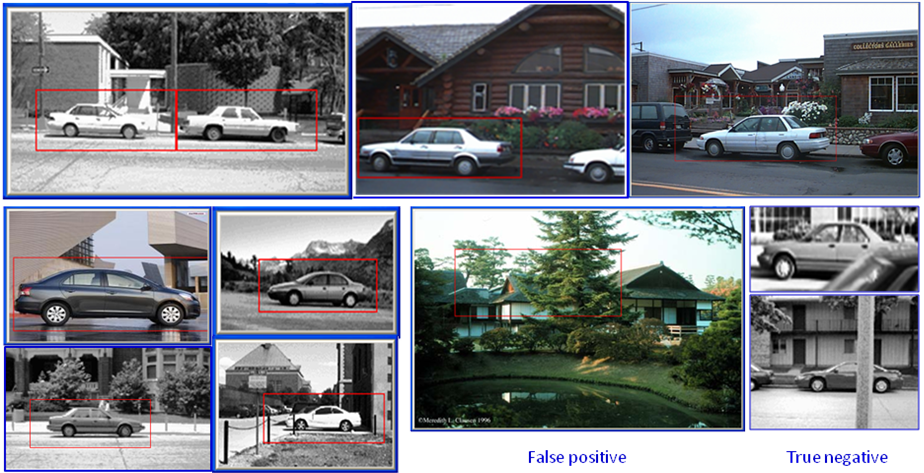 COLLECTORS GALLERIES
©Meredith L. Clausen 1996
False positive
True negative